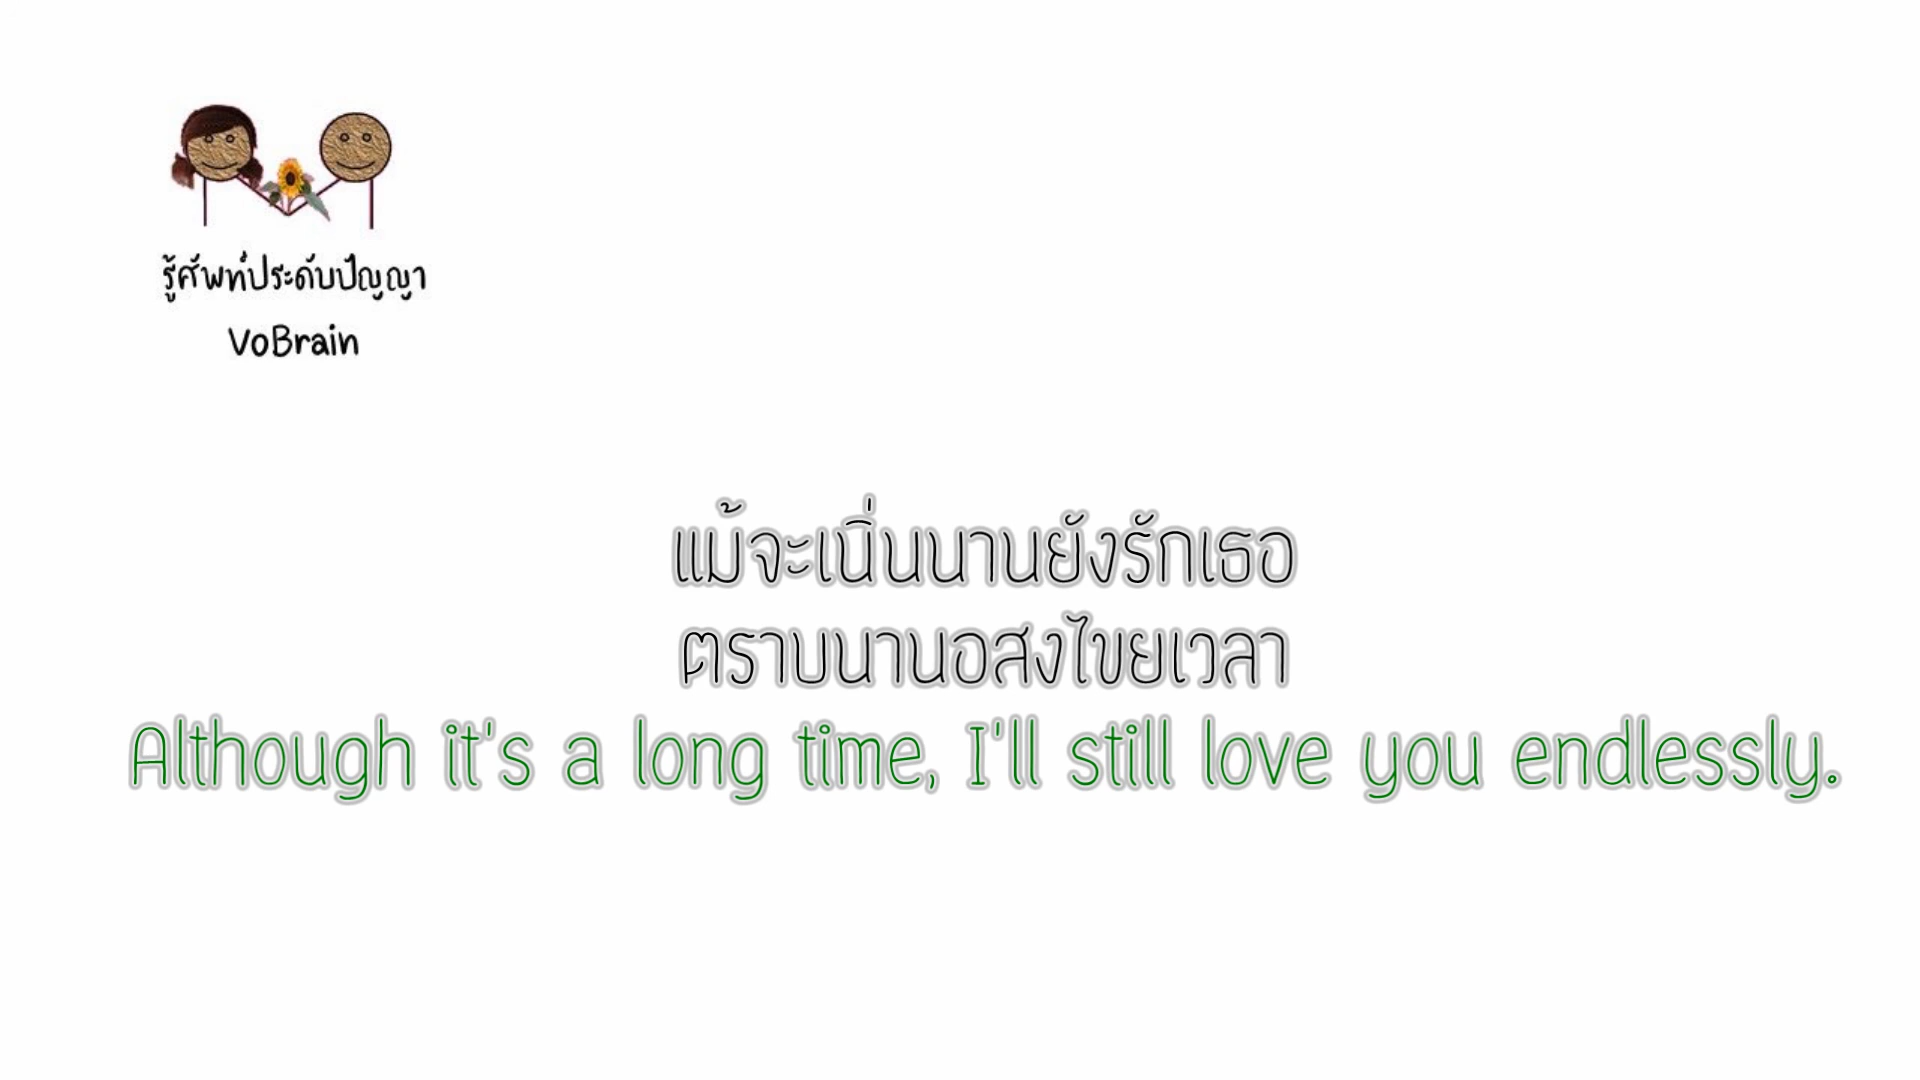 รู้ศัพท์ประดับปัญญา
VoBrain
แม้จะเนิ่นนานยังรักเธอ
ตราบนานอสงไขยเวลา
Although it's a long time, I'll still love you endlessly.